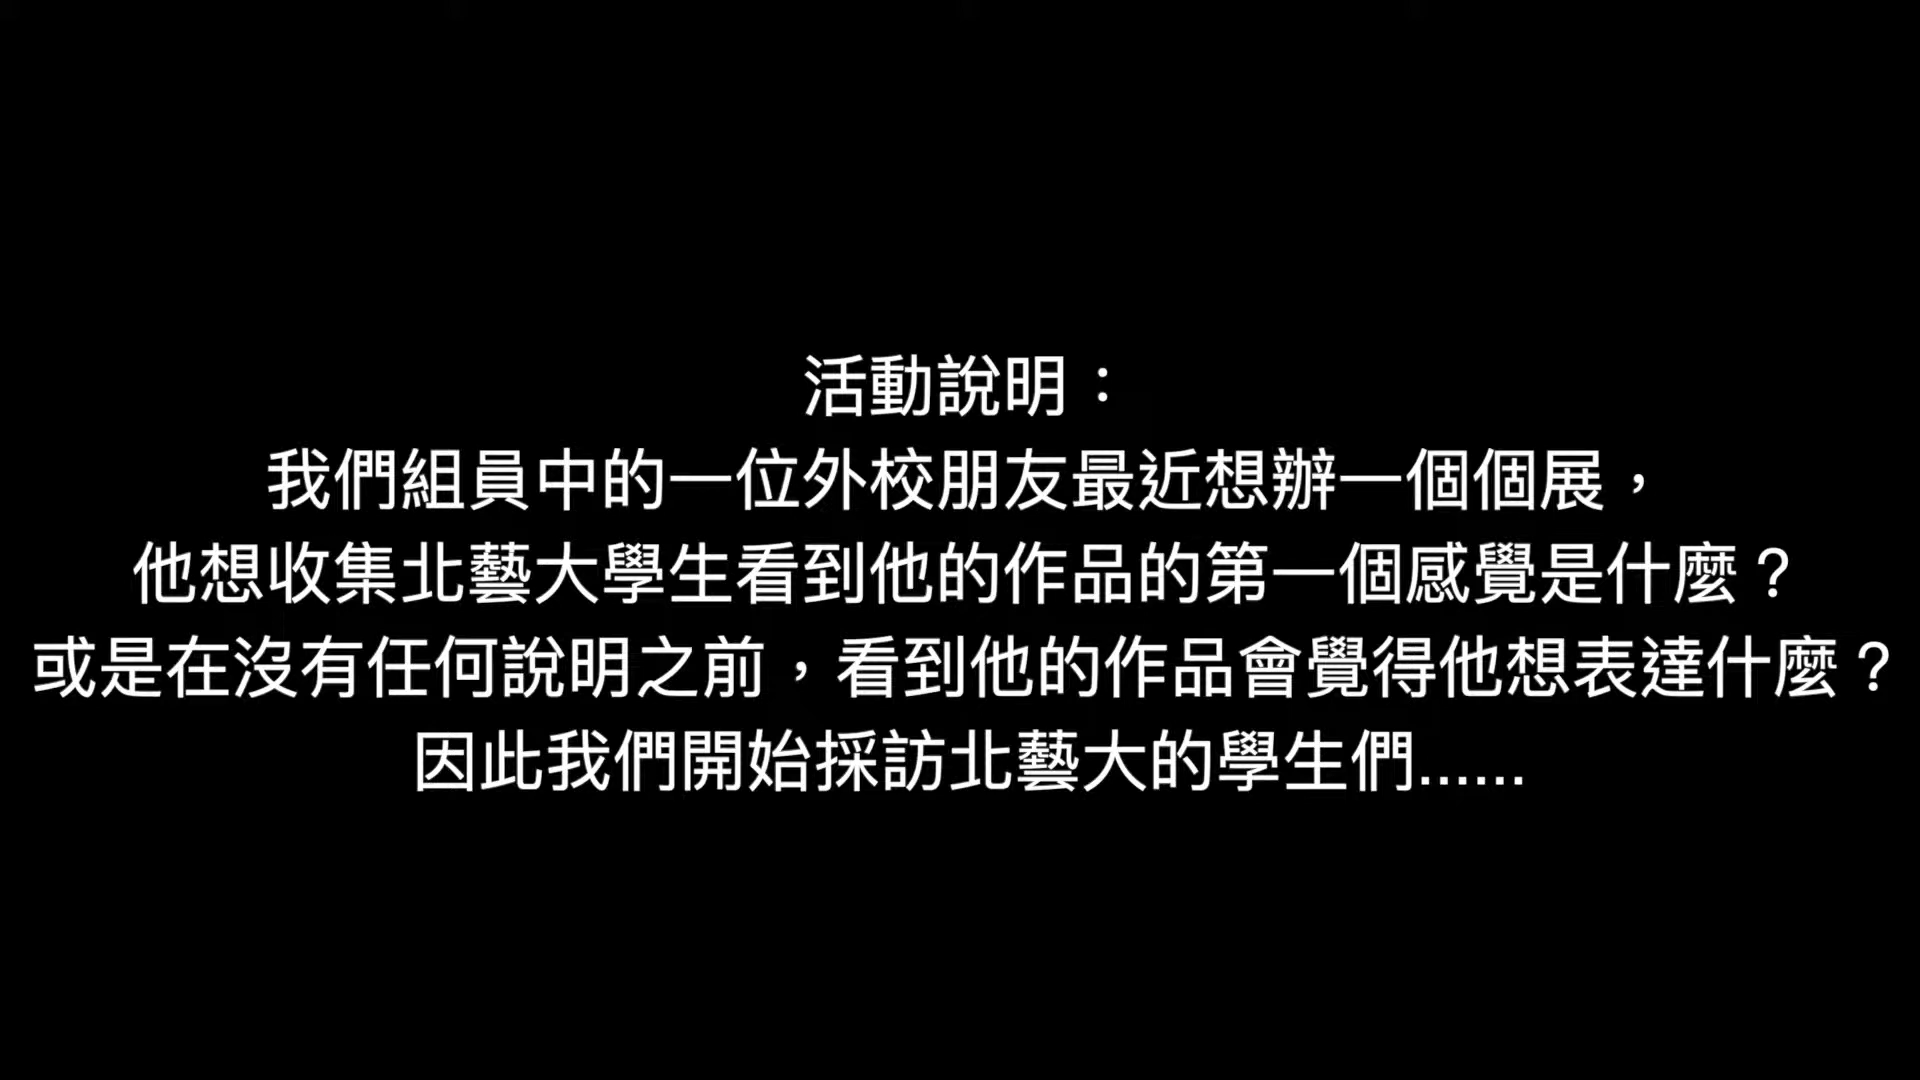 活動說明：
我們組員中的一位外校朋友最近想辦一個個展，
他想收集北藝大學生看到他的作品的第一個感覺是什麼？
或是在沒有任何說明之前，看到他的作品會覺得他想表達什麼？
因此我們開始採訪北藝大的學生們......